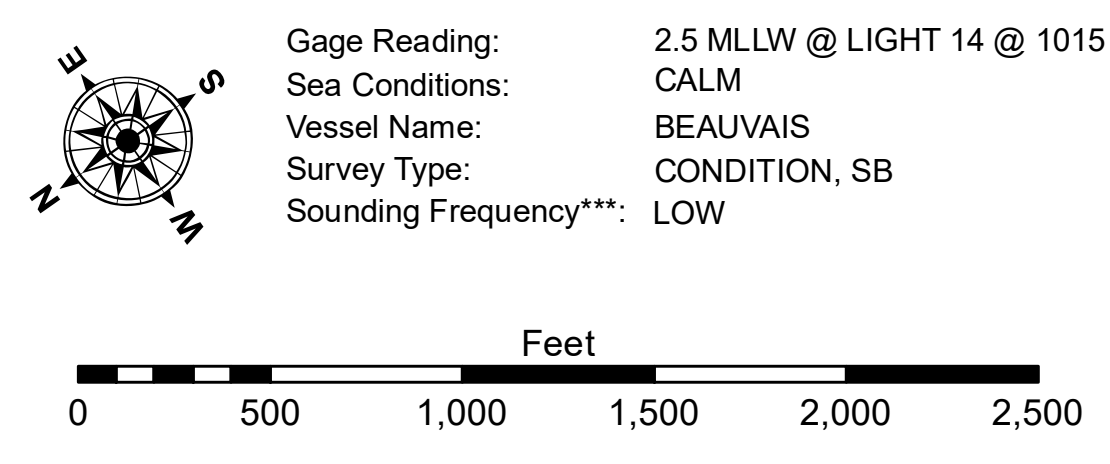 E
S
N
W
Gage Reading: 2.5 MLLW @ LIGHT 14 @ 1015
Sea Conditions: CALM
Vessel Name: BEAUVAIS
Survey Type: CONDITION, SB
Sounding Frequency***: LOW
Feet
0 500 1,000 1,500 2,000 2,500